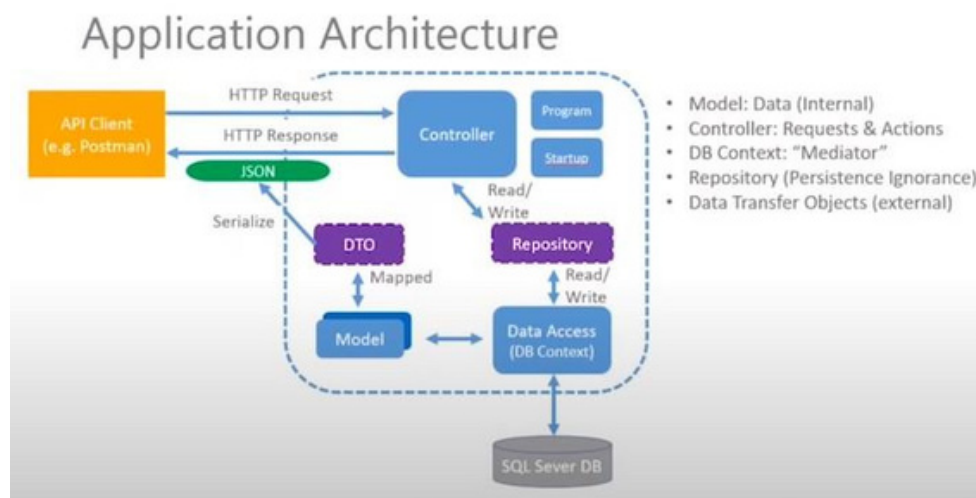 Application Architecture
HTTP Request
API Client
(e.g. Postman)
HTTP Response
JSON
Controller
Program
Startup
Serialize
Read/
Write
DTO
Repository
Mapped
Read/
Write
Model
Data Access
(DB Context)
SQL Sever DB
• Model: Data (Internal)
• Controller: Requests & Actions
• DB Context: “Mediator”
• Repository (Persistence Ignorance)
• Data Transfer Objects (external)